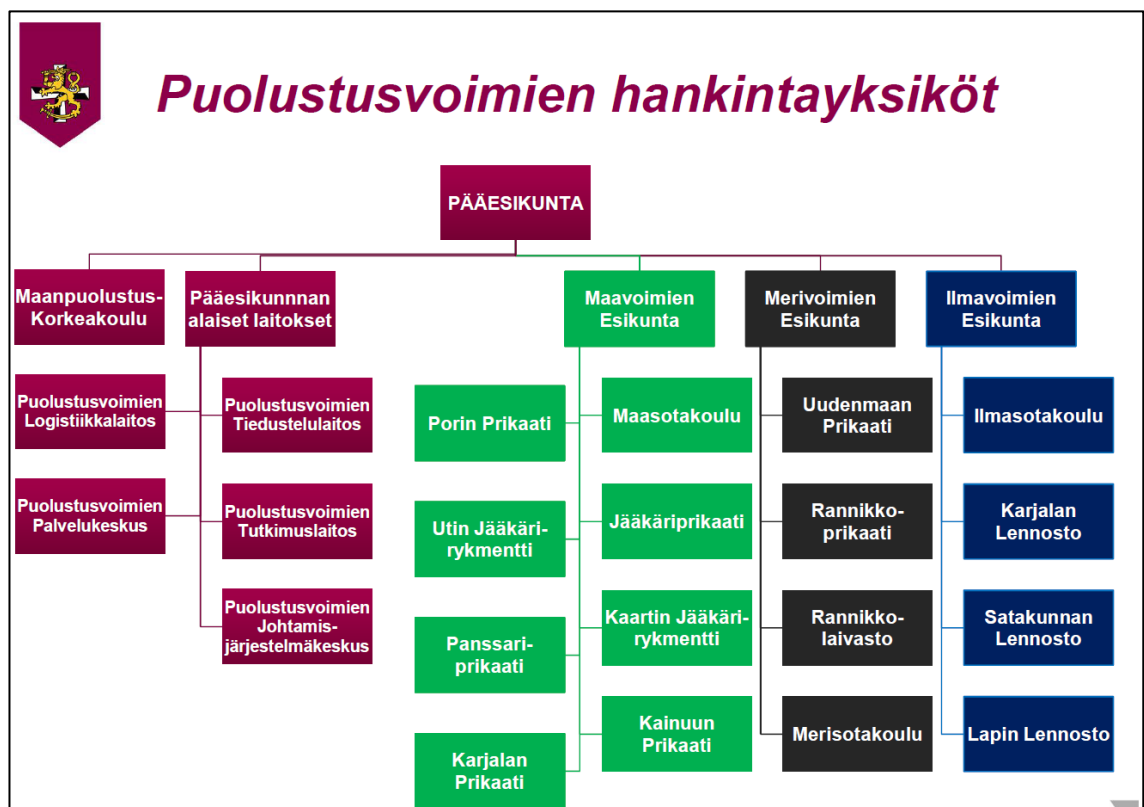 Puolustusvoimien hankintayksiköt
PÄÄESIKUNTA
Maanpuolustus-
Korkeakoulu
Pääesikunnnan
alaiset laitokset
Maavoimien
Esikunta
Merivoimien
Esikunta
Ilmavoimien
Esikunta
Puolustusvoimien
Logistiikkalaitos
Puolustusvoimien
Tiedustelulaitos
Porin Prikaati
Maasotakoulu
Uudenmaan
Prikaati
Ilmasotakoulu
Puolustusvoimien
Palvelukeskus
Puolustusvoimien
Tutkimuslaitos
Utin Jääkäri-
rykmentti
Jääkäriprikaati
Rannikko-
prikaati
Karjalan
Lennosto
Puolustusvoimien
Johtamis-
järjestelmäkeskus
Panssari-
prikaati
Kaartin Jääkäri-
rykmentti
Rannikko-
laivasto
Satakunnan
Lennosto
Karjalan
Prikaati
Kainuun
Prikaati
Merisotakoulu
Lapin Lennosto